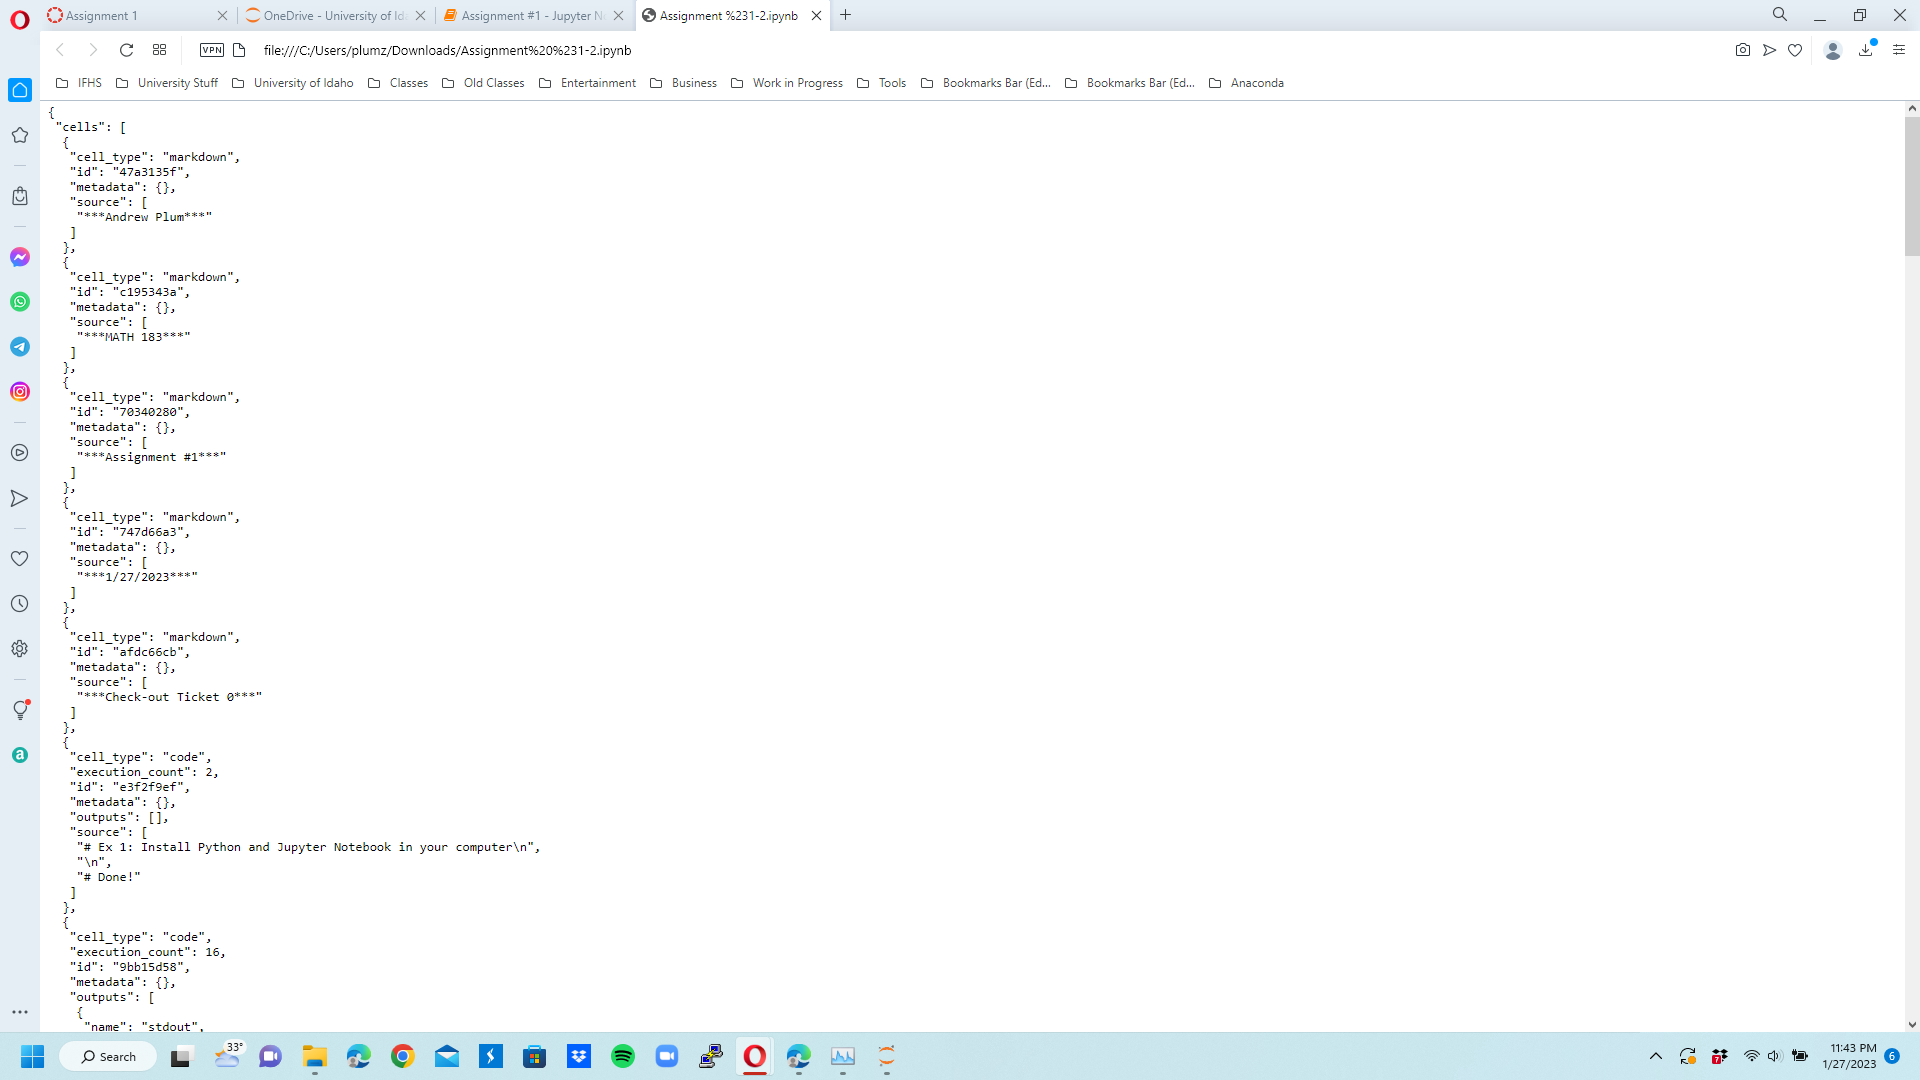 Assignment 1
OneDrive - University of Ida
Assignment #1 - Jupyter N
Assignment %231-2.ipynb
VPN
file:///C:/Users/plumz/Downloads/Assignment%20%231-2.ipynb
IFHS
University Stuff
University of Idaho
Classes
Old Classes
Entertainment
Business
Work in Progress
Tools
Bookmarks Bar (Ed...
Bookmarks Bar (Ed...
Anaconda
{
"cells": [
{
"cell_type": "markdown",
"id": "47a3135f",
"metadata": {},
"source": [
"***Andrew Plum***"
]
},
{
"cell_type": "markdown",
"id": "c195343a",
"metadata": {},
"source": [
"***MATH 183***"
]
},
{
"cell_type": "markdown",
"id": "70340280",
"metadata": {},
"source": [
"***Assignment #1***"
]
},
{
"cell_type": "markdown",
"id": "747d66a3",
"metadata": {},
"source": [
"***1/27/2023***"
]
},
{
"cell_type": "markdown",
"id": "afdc66cb",
"metadata": {},
"source": [
"***Check-out Ticket 0***"
]
},
{
"cell_type": "code",
"execution_count": 2,
"id": "e3f2f9ef",
"metadata": {},
"outputs": [],
"source": [
"# Ex 1: Install Python and Jupyter Notebook in your computer\n",
"\n",
"# Done!"
]
},
{
"cell_type": "code",
"execution_count": 16,
"id": "9bb15d58",
"metadata": {},
"outputs": [
{
"name": "stdout",
Search
33°
7
11:43 PM
1/27/2023
6